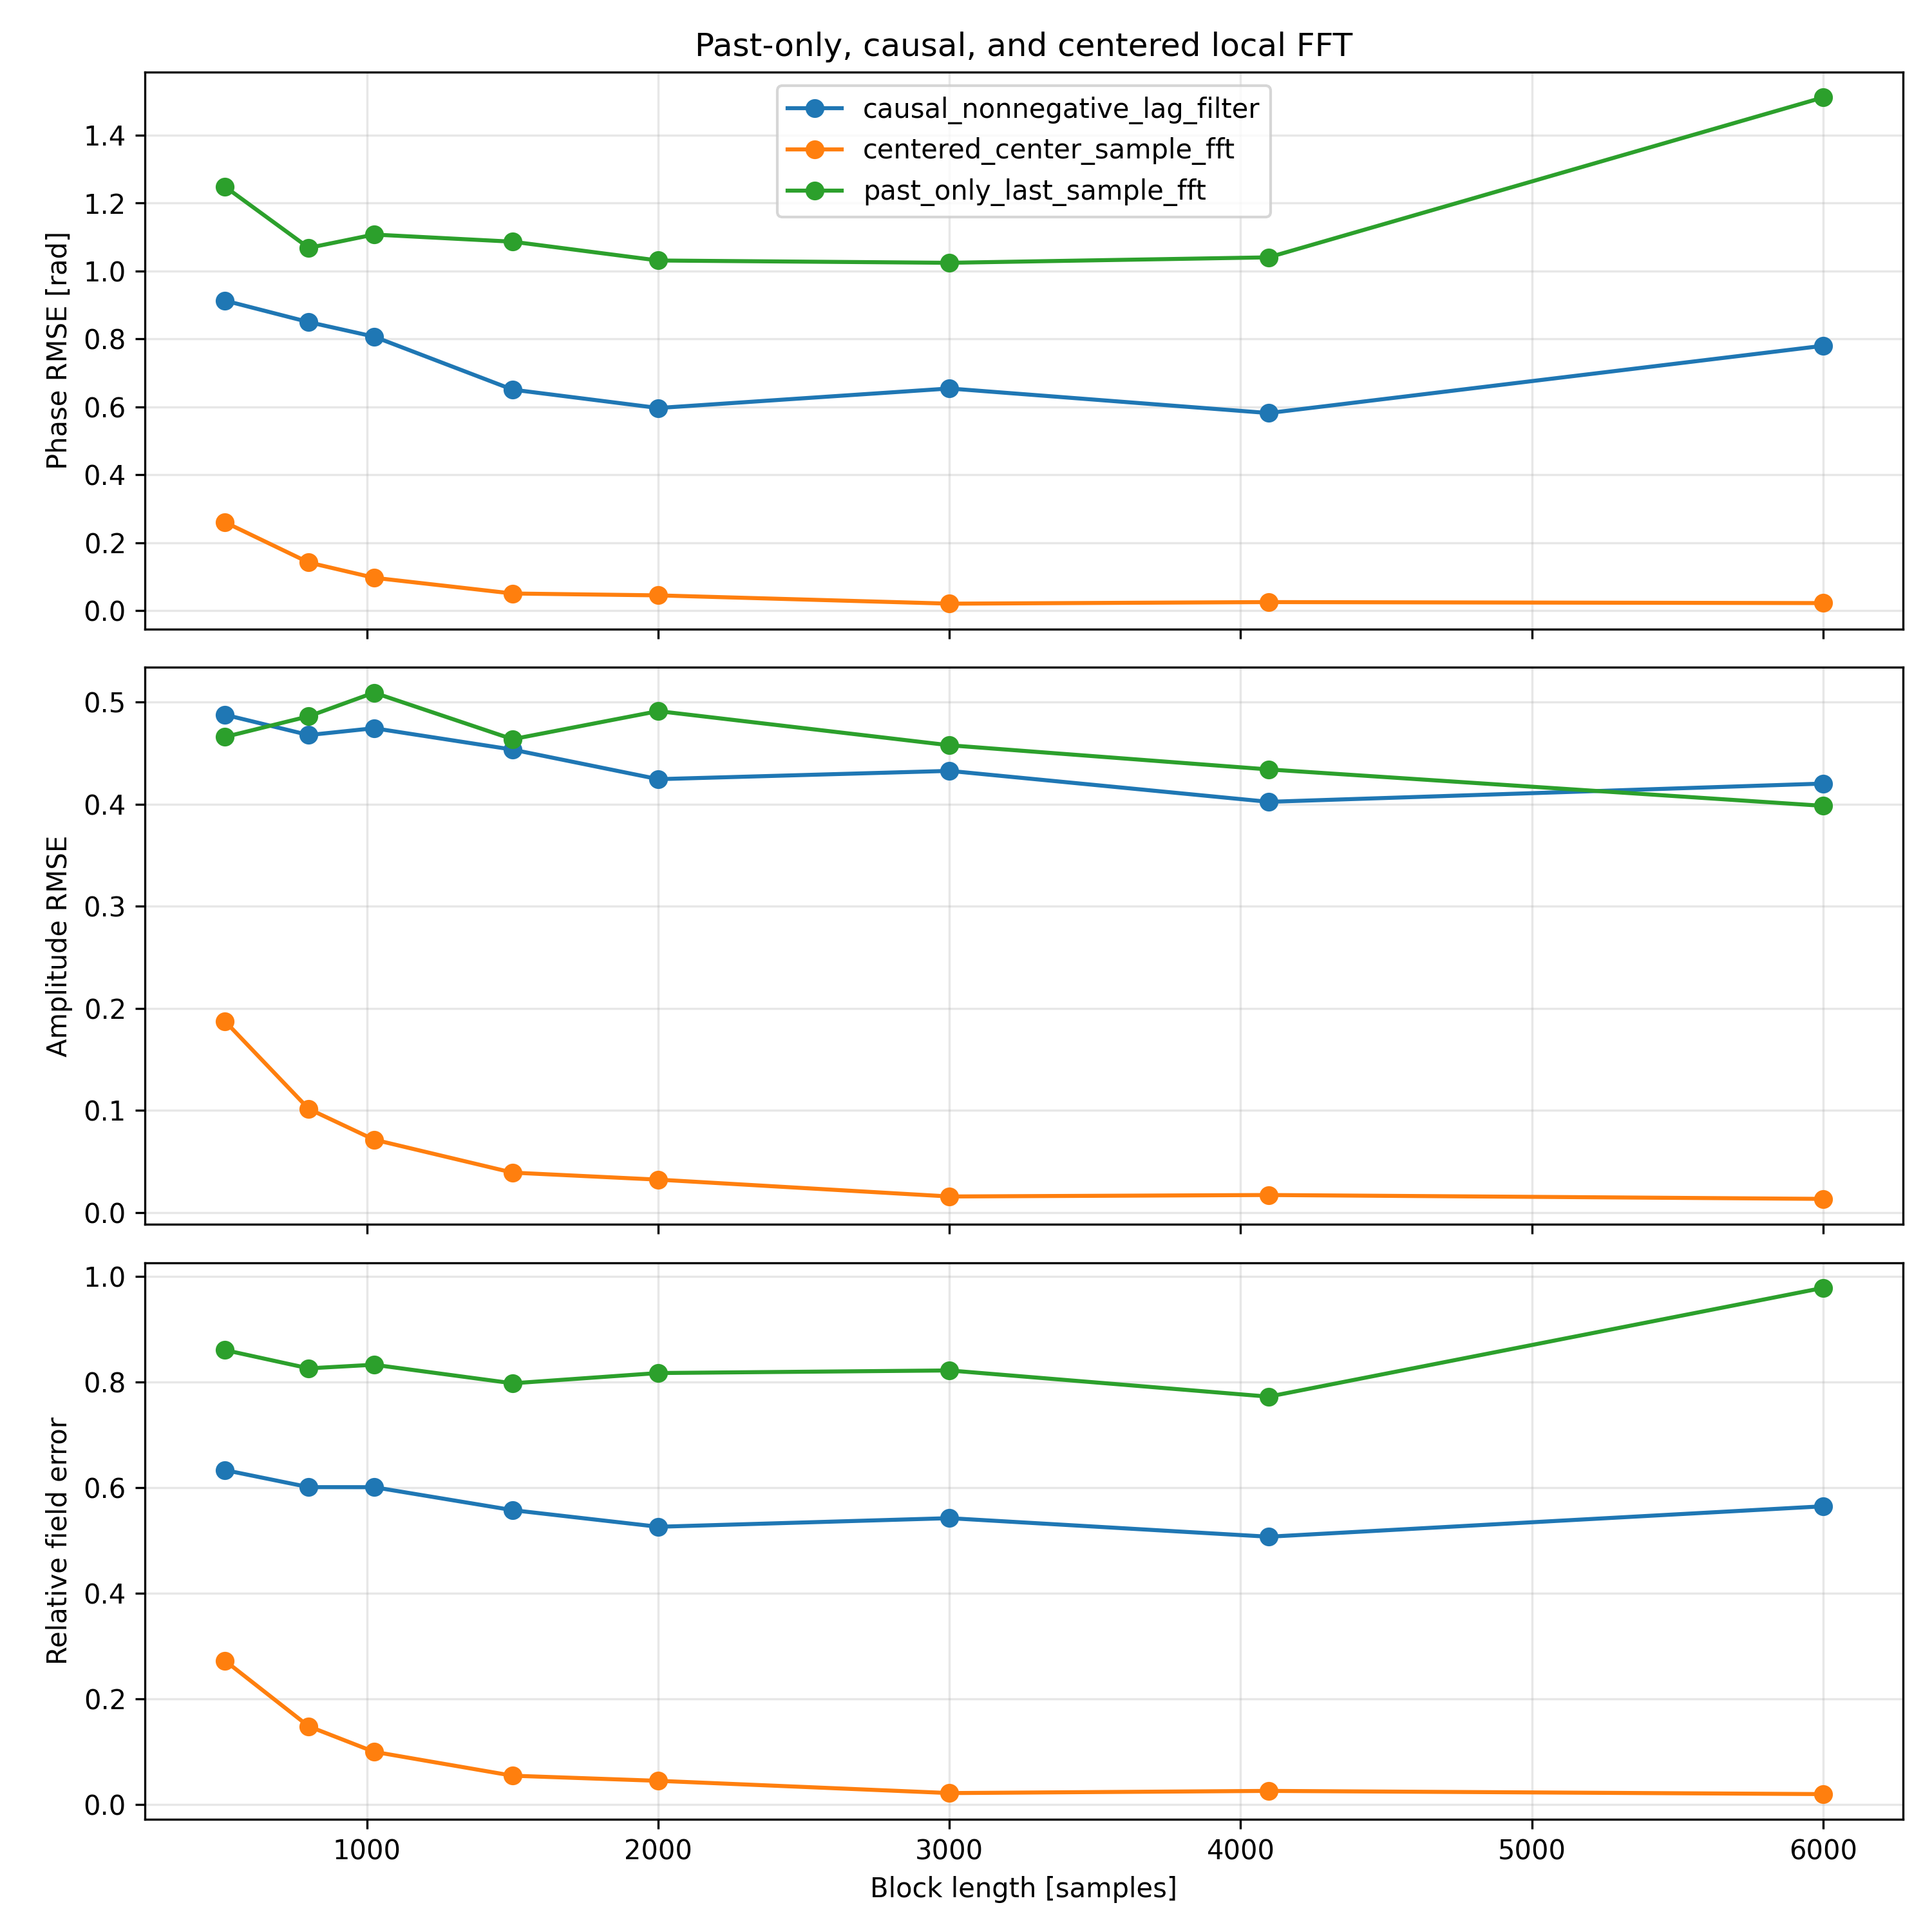 Past-only, causal, and centered local FFT
causal_nonnegative_lag_filter
centered_center_sample_fft
past_only_last_sample_fft
Phase RMSE [rad]
1.4
1.2
1.0
0.8
0.6
0.4
0.2
0.0
Amplitude RMSE
0.5
0.4
0.3
0.2
0.1
0.0
Relative field error
1.0
0.8
0.6
0.4
0.2
0.0
1000 2000 3000 4000 5000 6000
Block length [samples]